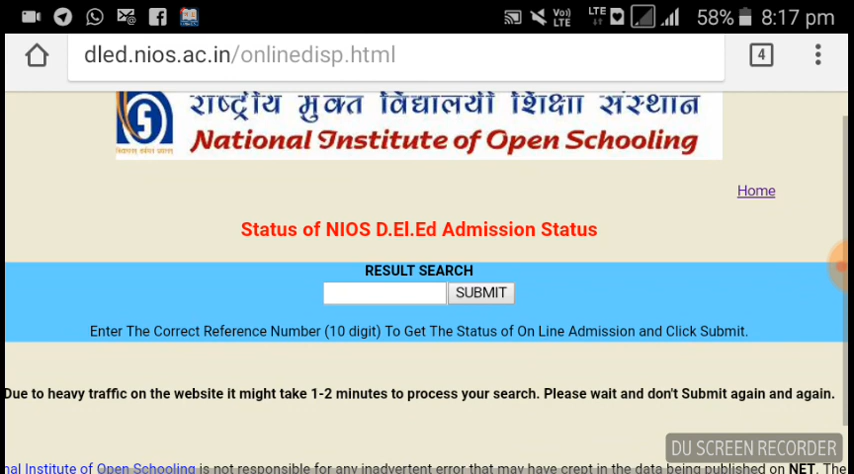 Vo)) LTE LTE 58% 8:17 pm
dled.nios.ac.in/onlinedisp.html 4
राष्ट्रीय मुक्त विद्यालयी शिक्षा संस्थान
National Institute of Open Schooling
Home
Status of NIOS D.El.Ed Admission Status
RESULT SEARCH
SUBMIT
Enter The Correct Reference Number (10 digit) To Get The Status of On Line Admission and Click Submit.
Due to heavy traffic on the website it might take 1-2 minutes to process your search. Please wait and don't Submit again and again.
DU SCREEN RECORDER
nal Institute of Open Schooling is not responsible for any inadvertent error that may have crept in the data being published on NET. The